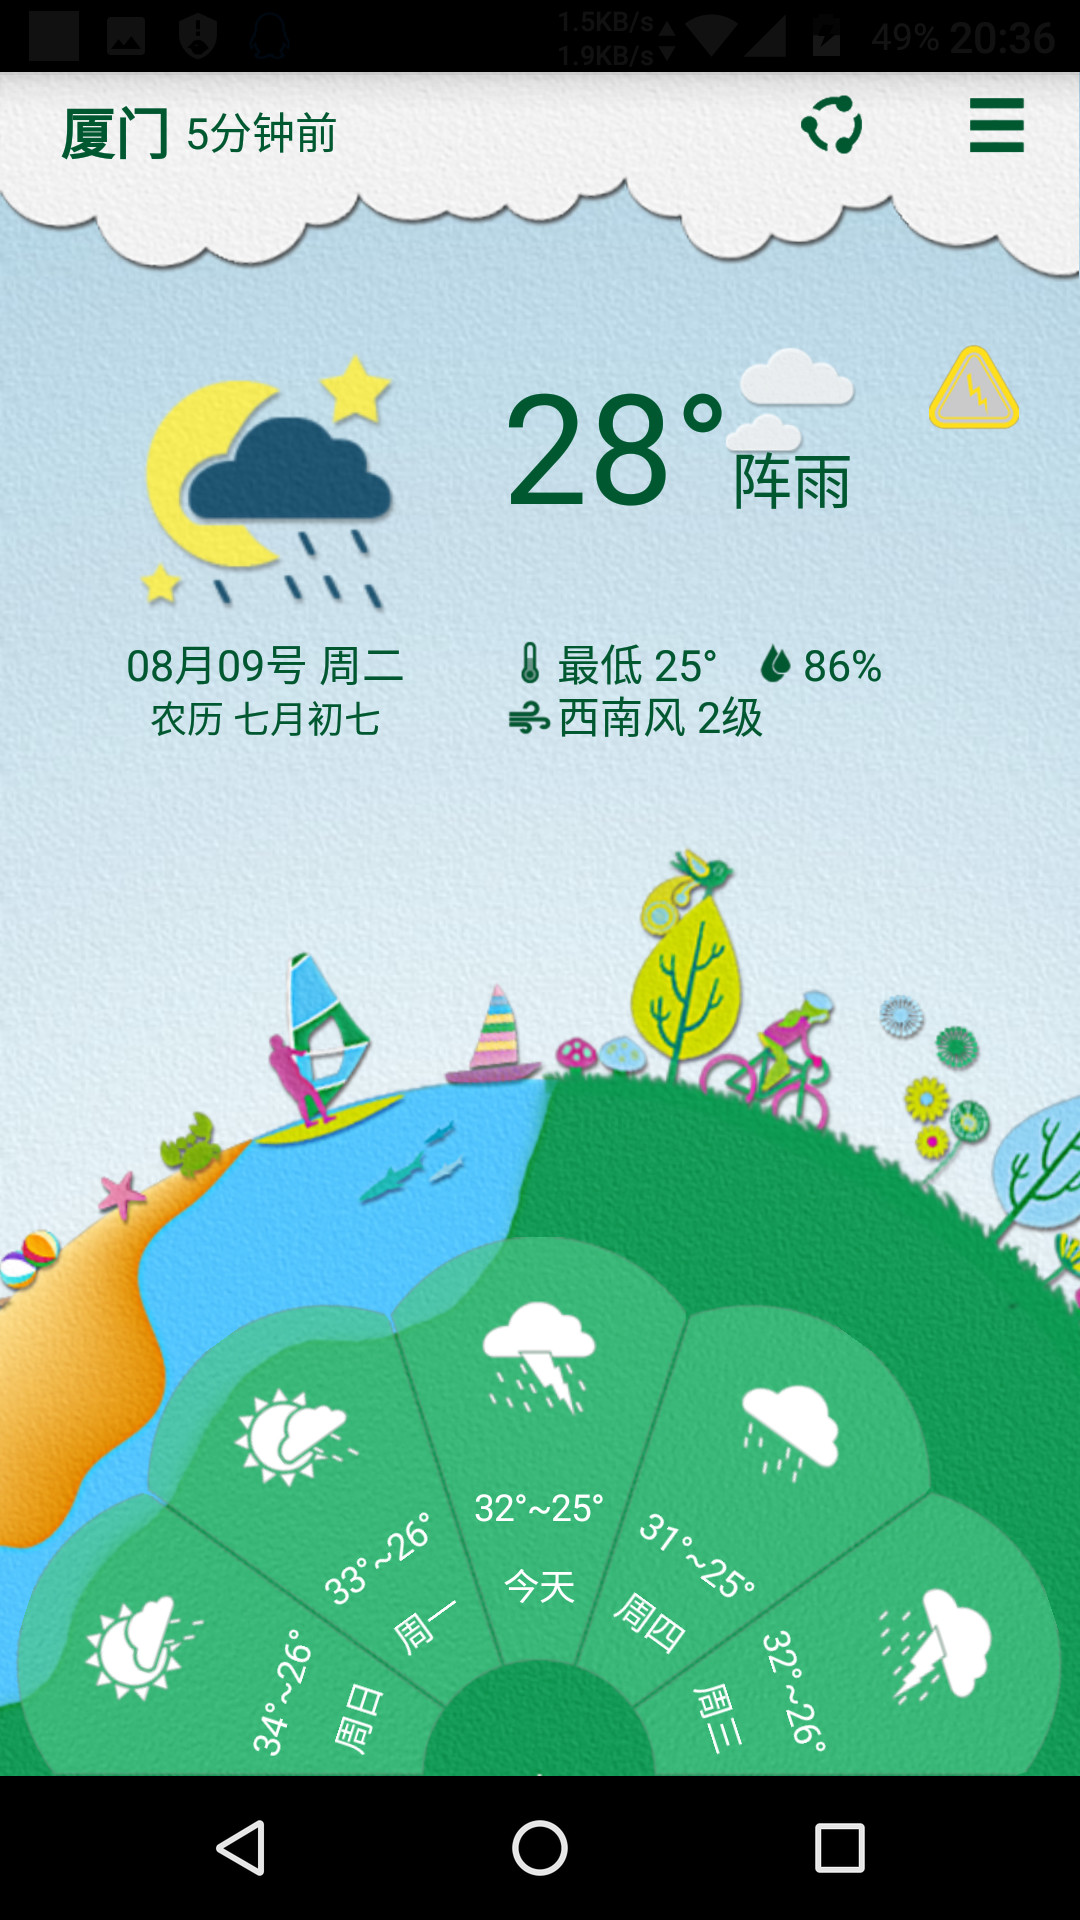 1.5KB/s
1.9KB/s
49% 20:36
厦门 5分钟前
28°
阵雨
08月09号 周二
农历 七月初七
最低 25° 86%
西南风 2级
34°~26°
周日
33°~26°
周一
32°~25°
今天
31°~25°
周四
32°~26°
周三